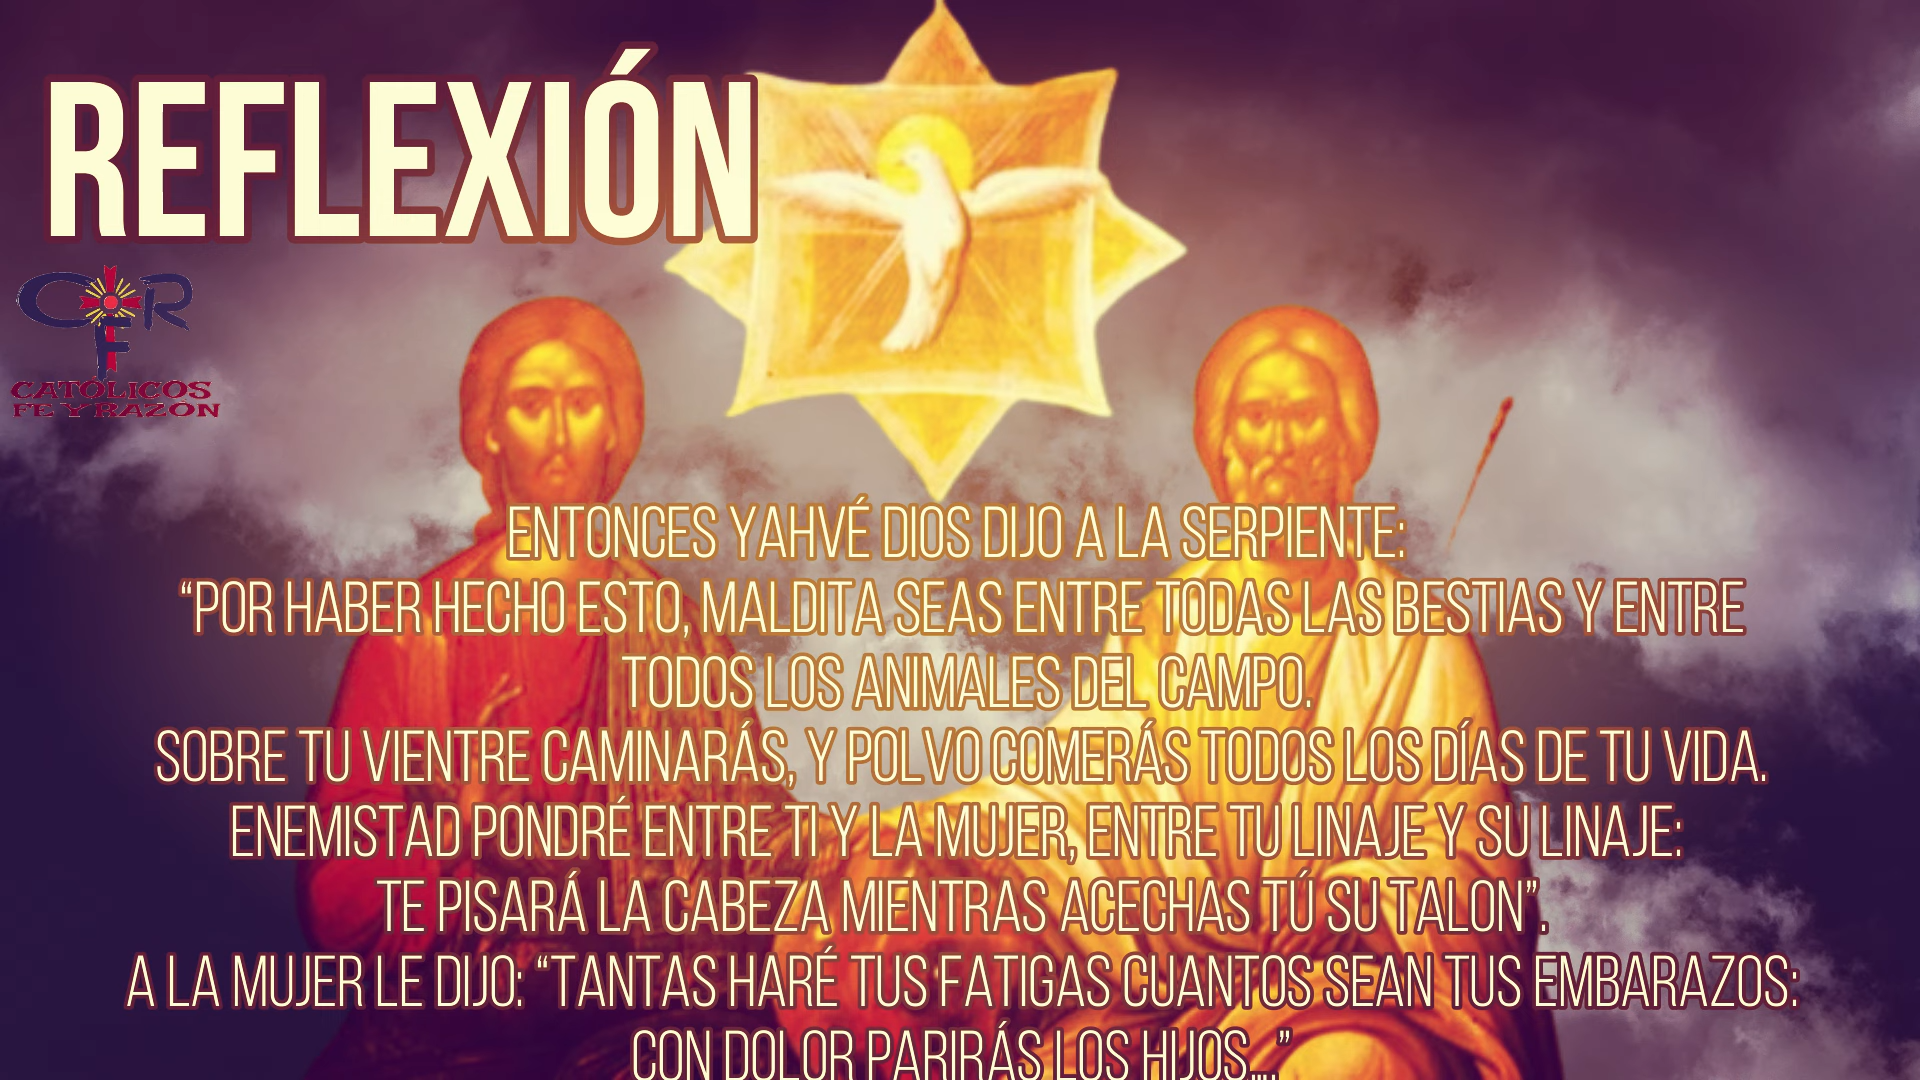 REFLEXIÓN
CFR
CATÓLICOS
FE Y RAZÓN
ENTONCES YAHVÉ DIOS DIJO A LA SERPIENTE:
“POR HABER HECHO ESTO, MALDITA SEAS ENTRE TODAS LAS BESTIAS Y ENTRE
TODOS LOS ANIMALES DEL CAMPO.
SOBRE TU VIENTRE CAMINARÁS, Y POLVO COMERÁS TODOS LOS DÍAS DE TU VIDA.
ENEMISTAD PONDRÉ ENTRE TI Y LA MUJER, ENTRE TU LINAJE Y SU LINAJE:
TE PISARÁ LA CABEZA MIENTRAS ACECHAS TÚ SU TALON”.
A LA MUJER LE DIJO: “TANTAS HARÉ TUS FATIGAS CUANTOS SEAN TUS EMBARAZOS:
CON DOLOR PARIRÁS LOS HIJOS...”